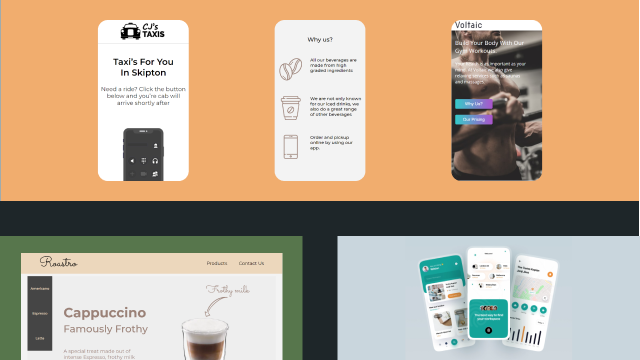 CJ's
TAXIS
Taxi's For You
In Skipton
Need a ride? Click the button
below and you're cab will
arrive shortly after
Why us?
All our beverages are
made from high
graded ingredients
We are not only known
for our iced drinks, we
also do a great range
of other beverages
Order and pickup
online by using our
app.
Voltaic
Build Your Body With Our
Gym Workouts.
Why Us?
Our Pricing
Roastro
Products
Contact Us
Espresso
Latte
Frothy milk
Cappuccino
Famously Frothy
A special treat made out of
intense Espresso, frothy milk